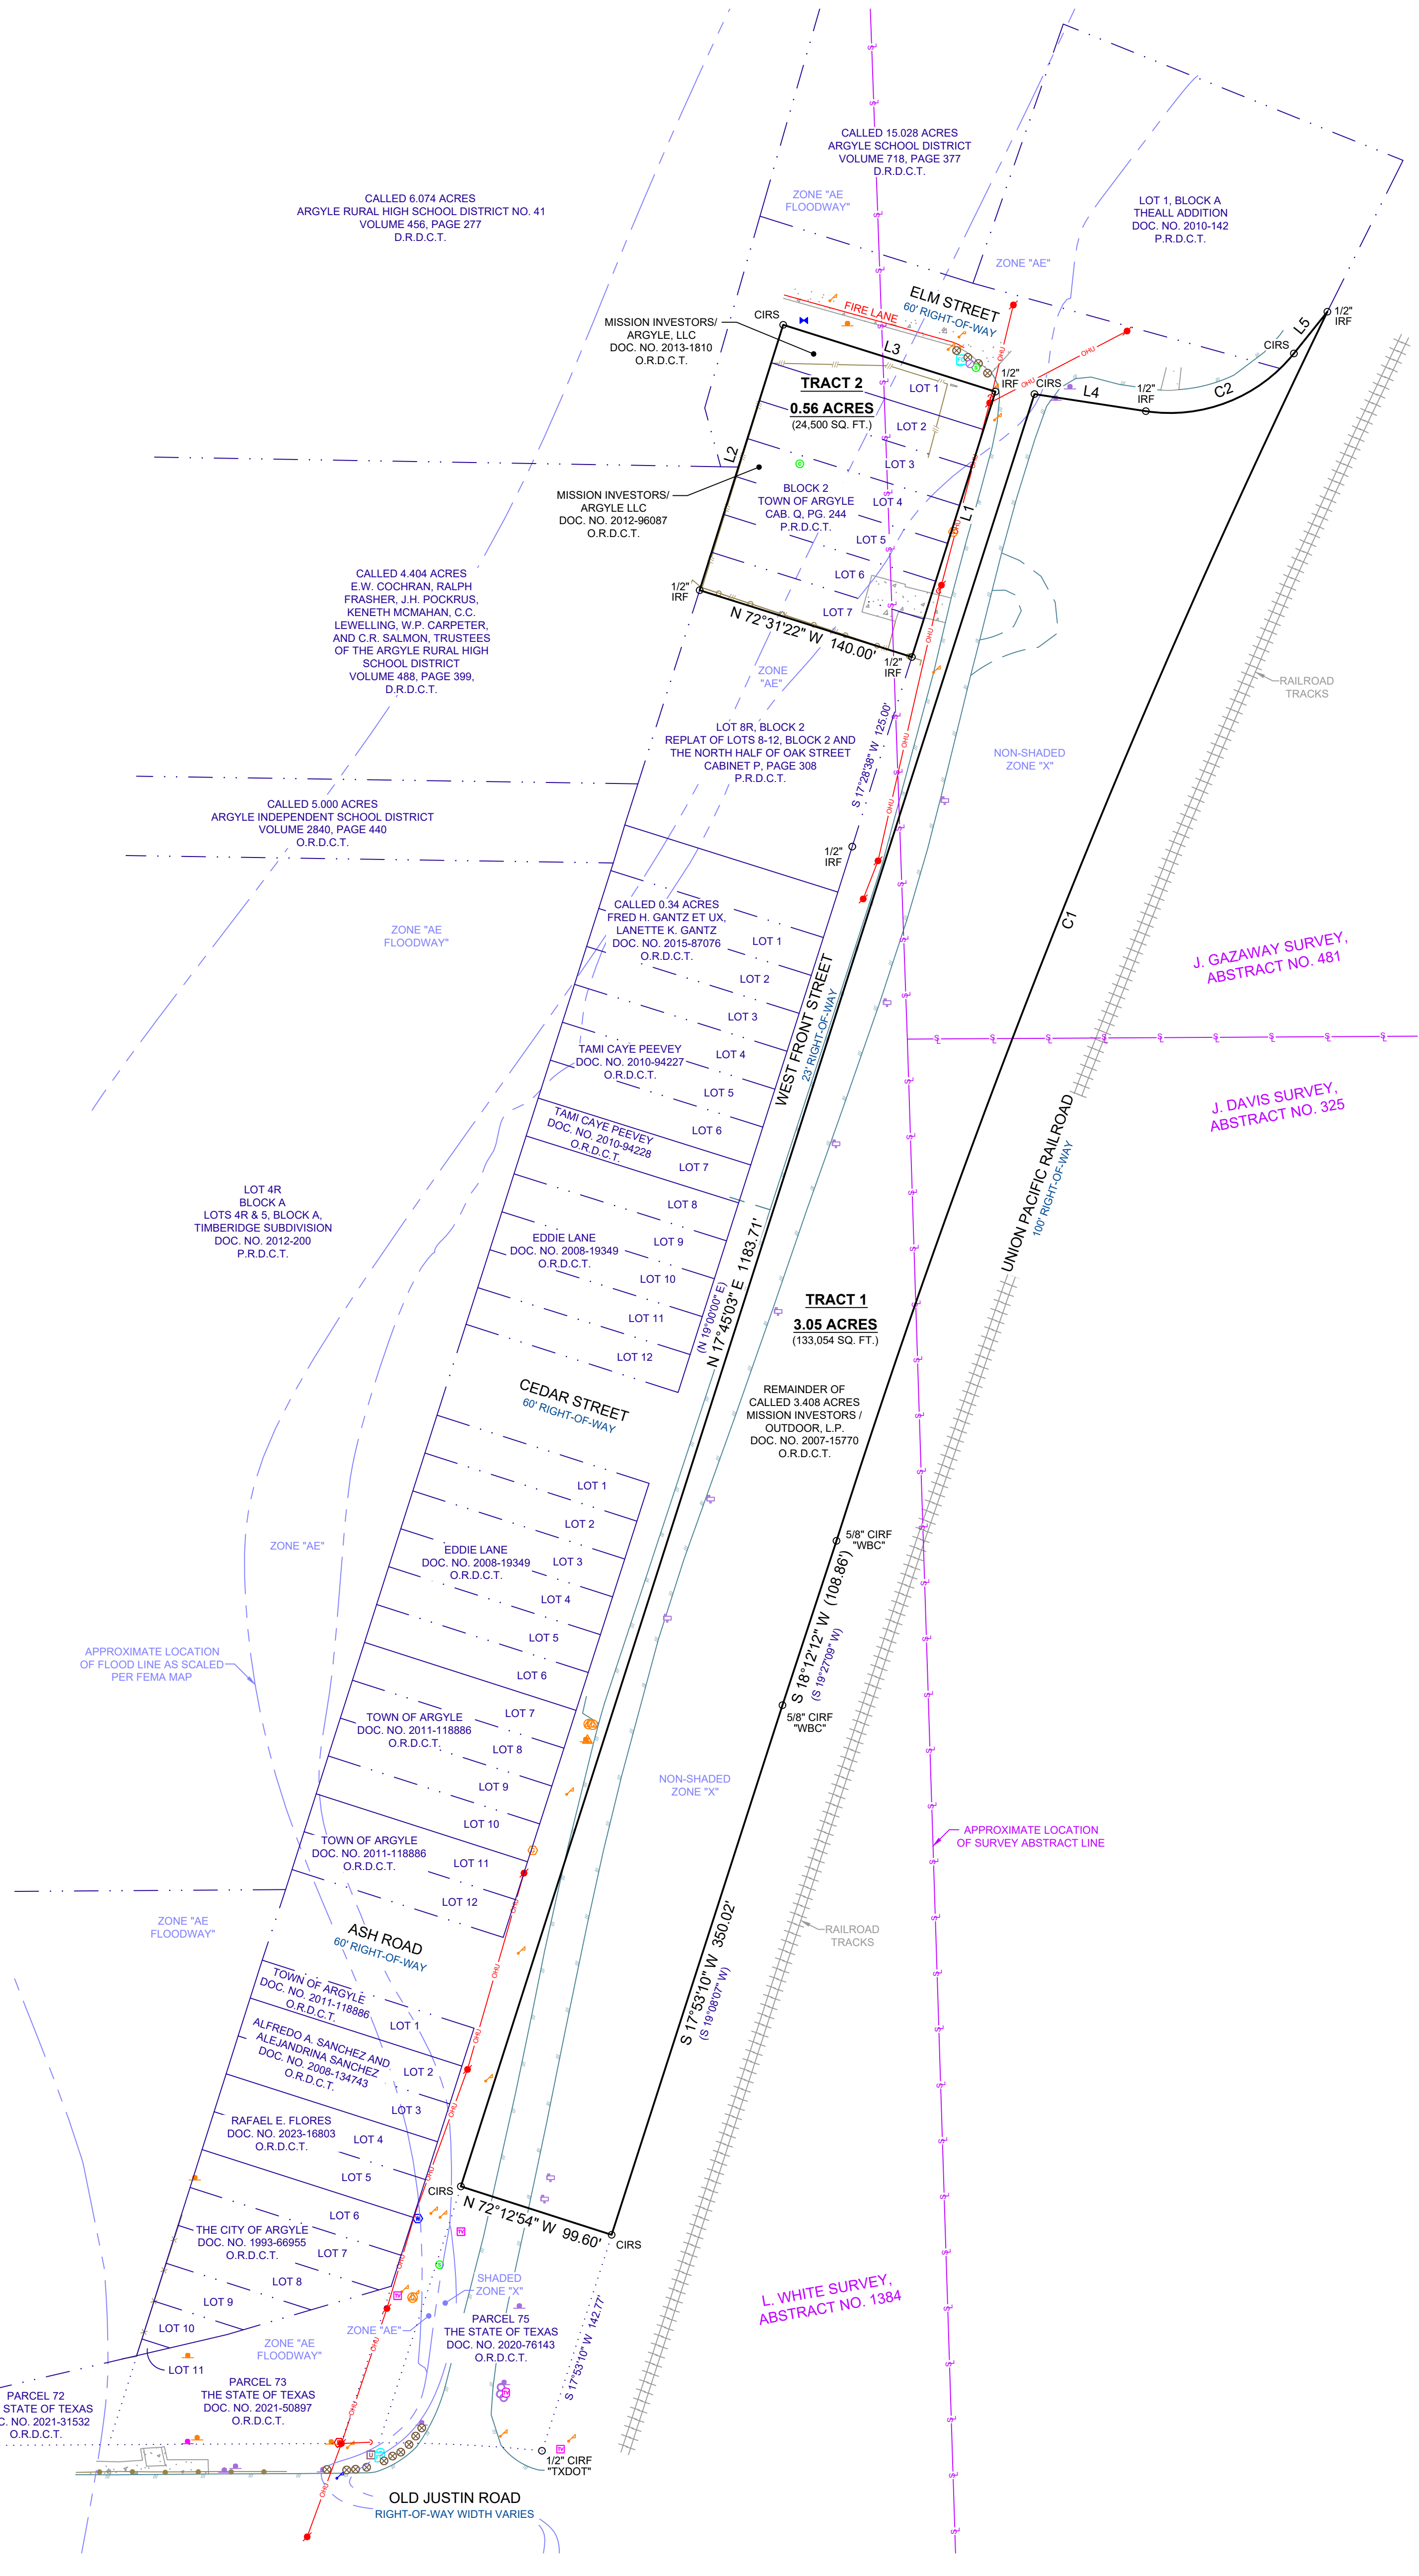 CALLED 15.028 ACRES
ARGYLE SCHOOL DISTRICT
VOLUME 718, PAGE 377
D.R.D.C.T.
ZONE "AE
FLOODWAY"
CALLED 6.074 ACRES
ARGYLE RURAL HIGH SCHOOL DISTRICT NO. 41
VOLUME 456, PAGE 277
D.R.D.C.T.
LOT 1, BLOCK A
THEALL ADDITION
DOC. NO. 2010-142
P.R.D.C.T.
ZONE "AE"
ELM STREET
60' RIGHT-OF-WAY
FIRE LANE
CIRS
MISSION INVESTORS/
ARGYLE, LLC
DOC. NO. 2013-1810
O.R.D.C.T.
L3
1/2"
IRF
L5
CIRS
OHU
OHU
TRACT 2
0.56 ACRES
(24,500 SQ. FT.)
LOT 1
1/2"
IRF
CIRS
L4
1/2"
IRF
C2
LOT 2
L2
LOT 3
MISSION INVESTORS/
ARGYLE LLC
DOC. NO. 2012-96087
O.R.D.C.T.
BLOCK 2
TOWN OF ARGYLE
CAB. Q, PG. 244
P.R.D.C.T.
LOT 4
L1
OHU
LOT 5
LOT 6
LOT 7
CALLED 4.404 ACRES
E.W. COCHRAN, RALPH
FRASHER, J.H. POCKRUS,
KENETH MCMAHAN, C.C.
LEWELLING, W.P. CARPETER,
AND C.R. SALMON, TRUSTEES
OF THE ARGYLE RURAL HIGH
SCHOOL DISTRICT
VOLUME 488, PAGE 399,
D.R.D.C.T.
1/2"
IRF
N 72°31'22" W 140.00'
1/2"
IRF
OHU
ZONE
"AE"
RAILROAD
TRACKS
LOT 8R, BLOCK 2
REPLAT OF LOTS 8-12, BLOCK 2 AND
THE NORTH HALF OF OAK STREET
CABINET P, PAGE 308
P.R.D.C.T.
S 17°28'38" W 125.00'
OHU
NON-SHADED
ZONE "X"
CALLED 5.000 ACRES
ARGYLE INDEPENDENT SCHOOL DISTRICT
VOLUME 2840, PAGE 440
O.R.D.C.T.
OHU
1/2"
IRF
ZONE "AE
FLOODWAY"
CALLED 0.34 ACRES
FRED H. GANTZ ET UX,
LANETTE K. GANTZ
DOC. NO. 2015-87076
O.R.D.C.T.
LOT 1
LOT 2
LOT 3
LOT 4
LOT 5
LOT 6
LOT 7
LOT 8
LOT 9
LOT 10
LOT 11
LOT 12
C1
J. GAZAWAY SURVEY,
ABSTRACT NO. 481
WEST FRONT STREET
23' RIGHT-OF-WAY
TAMI CAYE PEEVEY
DOC. NO. 2010-94227
O.R.D.C.T.
TAMI CAYE PEEVEY
DOC. NO. 2010-94228
O.R.D.C.T.
J. DAVIS SURVEY,
ABSTRACT NO. 325
UNION PACIFIC RAILROAD
100' RIGHT-OF-WAY
LOT 4R
BLOCK A
LOTS 4R & 5, BLOCK A,
TIMBERIDGE SUBDIVISION
DOC. NO. 2012-200
P.R.D.C.T.
EDDIE LANE
DOC. NO. 2008-19349
O.R.D.C.T.
(N 19°00'00" E)
N 17°45'03" E 1183.71'
TRACT 1
3.05 ACRES
(133,054 SQ. FT.)
REMAINDER OF
CALLED 3.408 ACRES
MISSION INVESTORS /
OUTDOOR, L.P.
DOC. NO. 2007-15770
O.R.D.C.T.
CEDAR STREET
60' RIGHT-OF-WAY
LOT 1
LOT 2
LOT 3
LOT 4
LOT 5
LOT 6
LOT 7
LOT 8
LOT 9
LOT 10
LOT 11
LOT 12
ZONE "AE"
EDDIE LANE
DOC. NO. 2008-19349
O.R.D.C.T.
5/8" CIRF
"WBC"
S 18°12'12" W (108.86')
(S 19°27'09" W)
5/8" CIRF
"WBC"
APPROXIMATE LOCATION
OF FLOOD LINE AS SCALED
PER FEMA MAP
TOWN OF ARGYLE
DOC. NO. 2011-118886
O.R.D.C.T.
NON-SHADED
ZONE "X"
TOWN OF ARGYLE
DOC. NO. 2011-118886
O.R.D.C.T.
APPROXIMATE LOCATION
OF SURVEY ABSTRACT LINE
OHU
ZONE "AE
FLOODWAY"
ASH ROAD
60' RIGHT-OF-WAY
RAILROAD
TRACKS
S 17°53'10" W 350.02'
(S 19°08'07" W)
OHU
TOWN OF ARGYLE
DOC. NO. 2011-118886
O.R.D.C.T.
LOT 1
OHU
ALFREDO A. SANCHEZ AND
ALEJANDRINA SANCHEZ
DOC. NO. 2008-134743
O.R.D.C.T.
LOT 2
LOT 3
OHU
RAFAEL E. FLORES
DOC. NO. 2023-16803
O.R.D.C.T.
LOT 4
LOT 5
OHU
CIRS
N 72°12'54" W 99.60'
CIRS
LOT 6
THE CITY OF ARGYLE
DOC. NO. 1993-66955
O.R.D.C.T.
LOT 7
LOT 8
LOT 9
LOT 10
LOT 11
OHU
SHADED
ZONE "X"
L. WHITE SURVEY,
ABSTRACT NO. 1384
ZONE "AE"
PARCEL 75
THE STATE OF TEXAS
DOC. NO. 2020-76143
O.R.D.C.T.
S 17°53'10" W 142.77'
ZONE "AE
FLOODWAY"
OHU
PARCEL 73
THE STATE OF TEXAS
DOC. NO. 2021-50897
O.R.D.C.T.
PARCEL 72
STATE OF TEXAS
C. NO. 2021-31532
O.R.D.C.T.
OHU
1/2" CIRF
"TXDOT"
OHU
OLD JUSTIN ROAD
RIGHT-OF-WAY WIDTH VARIES